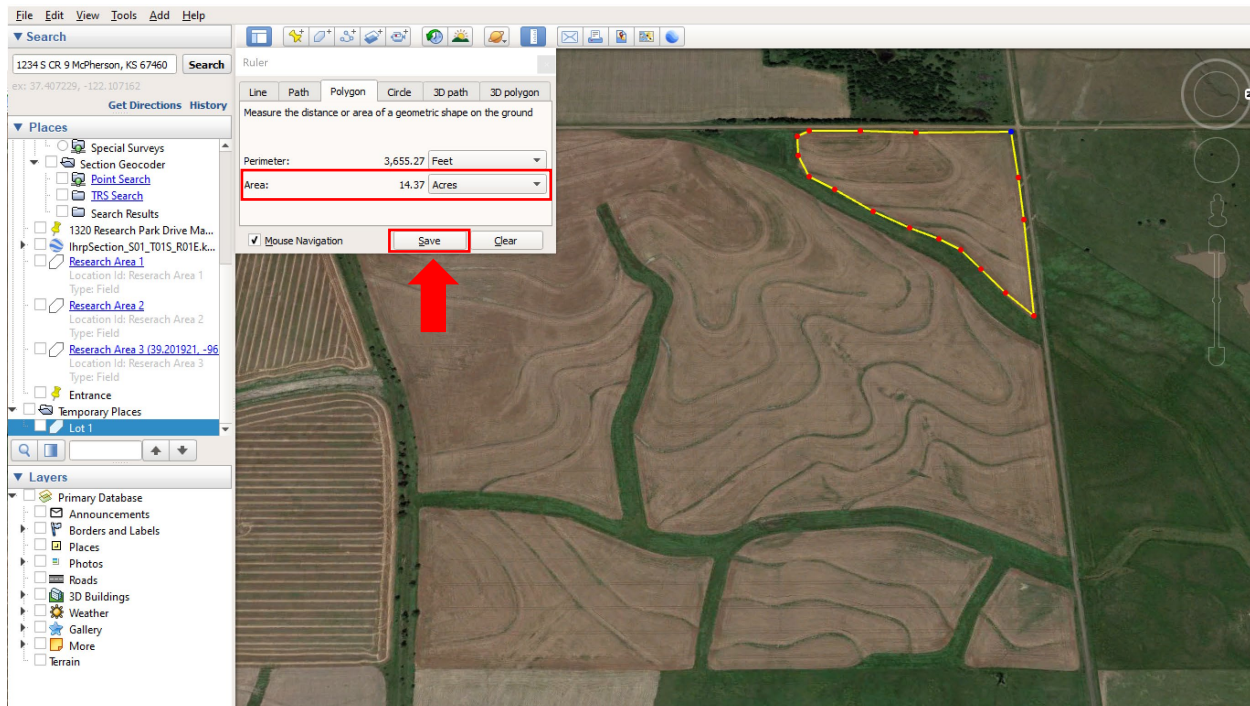 File Edit View Tools Add Help
Search
1234 S CR 9 McPherson, KS 67460 Search
ex: 37.407229, -122.107162
Get Directions History
Places
Special Surveys
Section Geocoder
Point Search
TRS Search
Search Results
1320 Research Park Drive Ma...
IhrpSection_S01_T01S_R01E.k...
Research Area 1
Location Id: Reserach Area 1
Type: Field
Research Area 2
Location Id: Reserach Area 2
Type: Field
Reserach Area 3 (39.201921, -96
Location Id: Reserach Area 3
Type: Field
Entrance
Temporary Places
Lot 1
Layers
Primary Database
Announcements
Borders and Labels
Places
Photos
Roads
3D Buildings
Weather
Gallery
More
Terrain
Ruler
Line Path Polygon Circle 3D path 3D polygon
Measure the distance or area of a geometric shape on the ground
Perimeter: 3,655.27 Feet
Area: 14.37 Acres
Mouse Navigation Save Clear